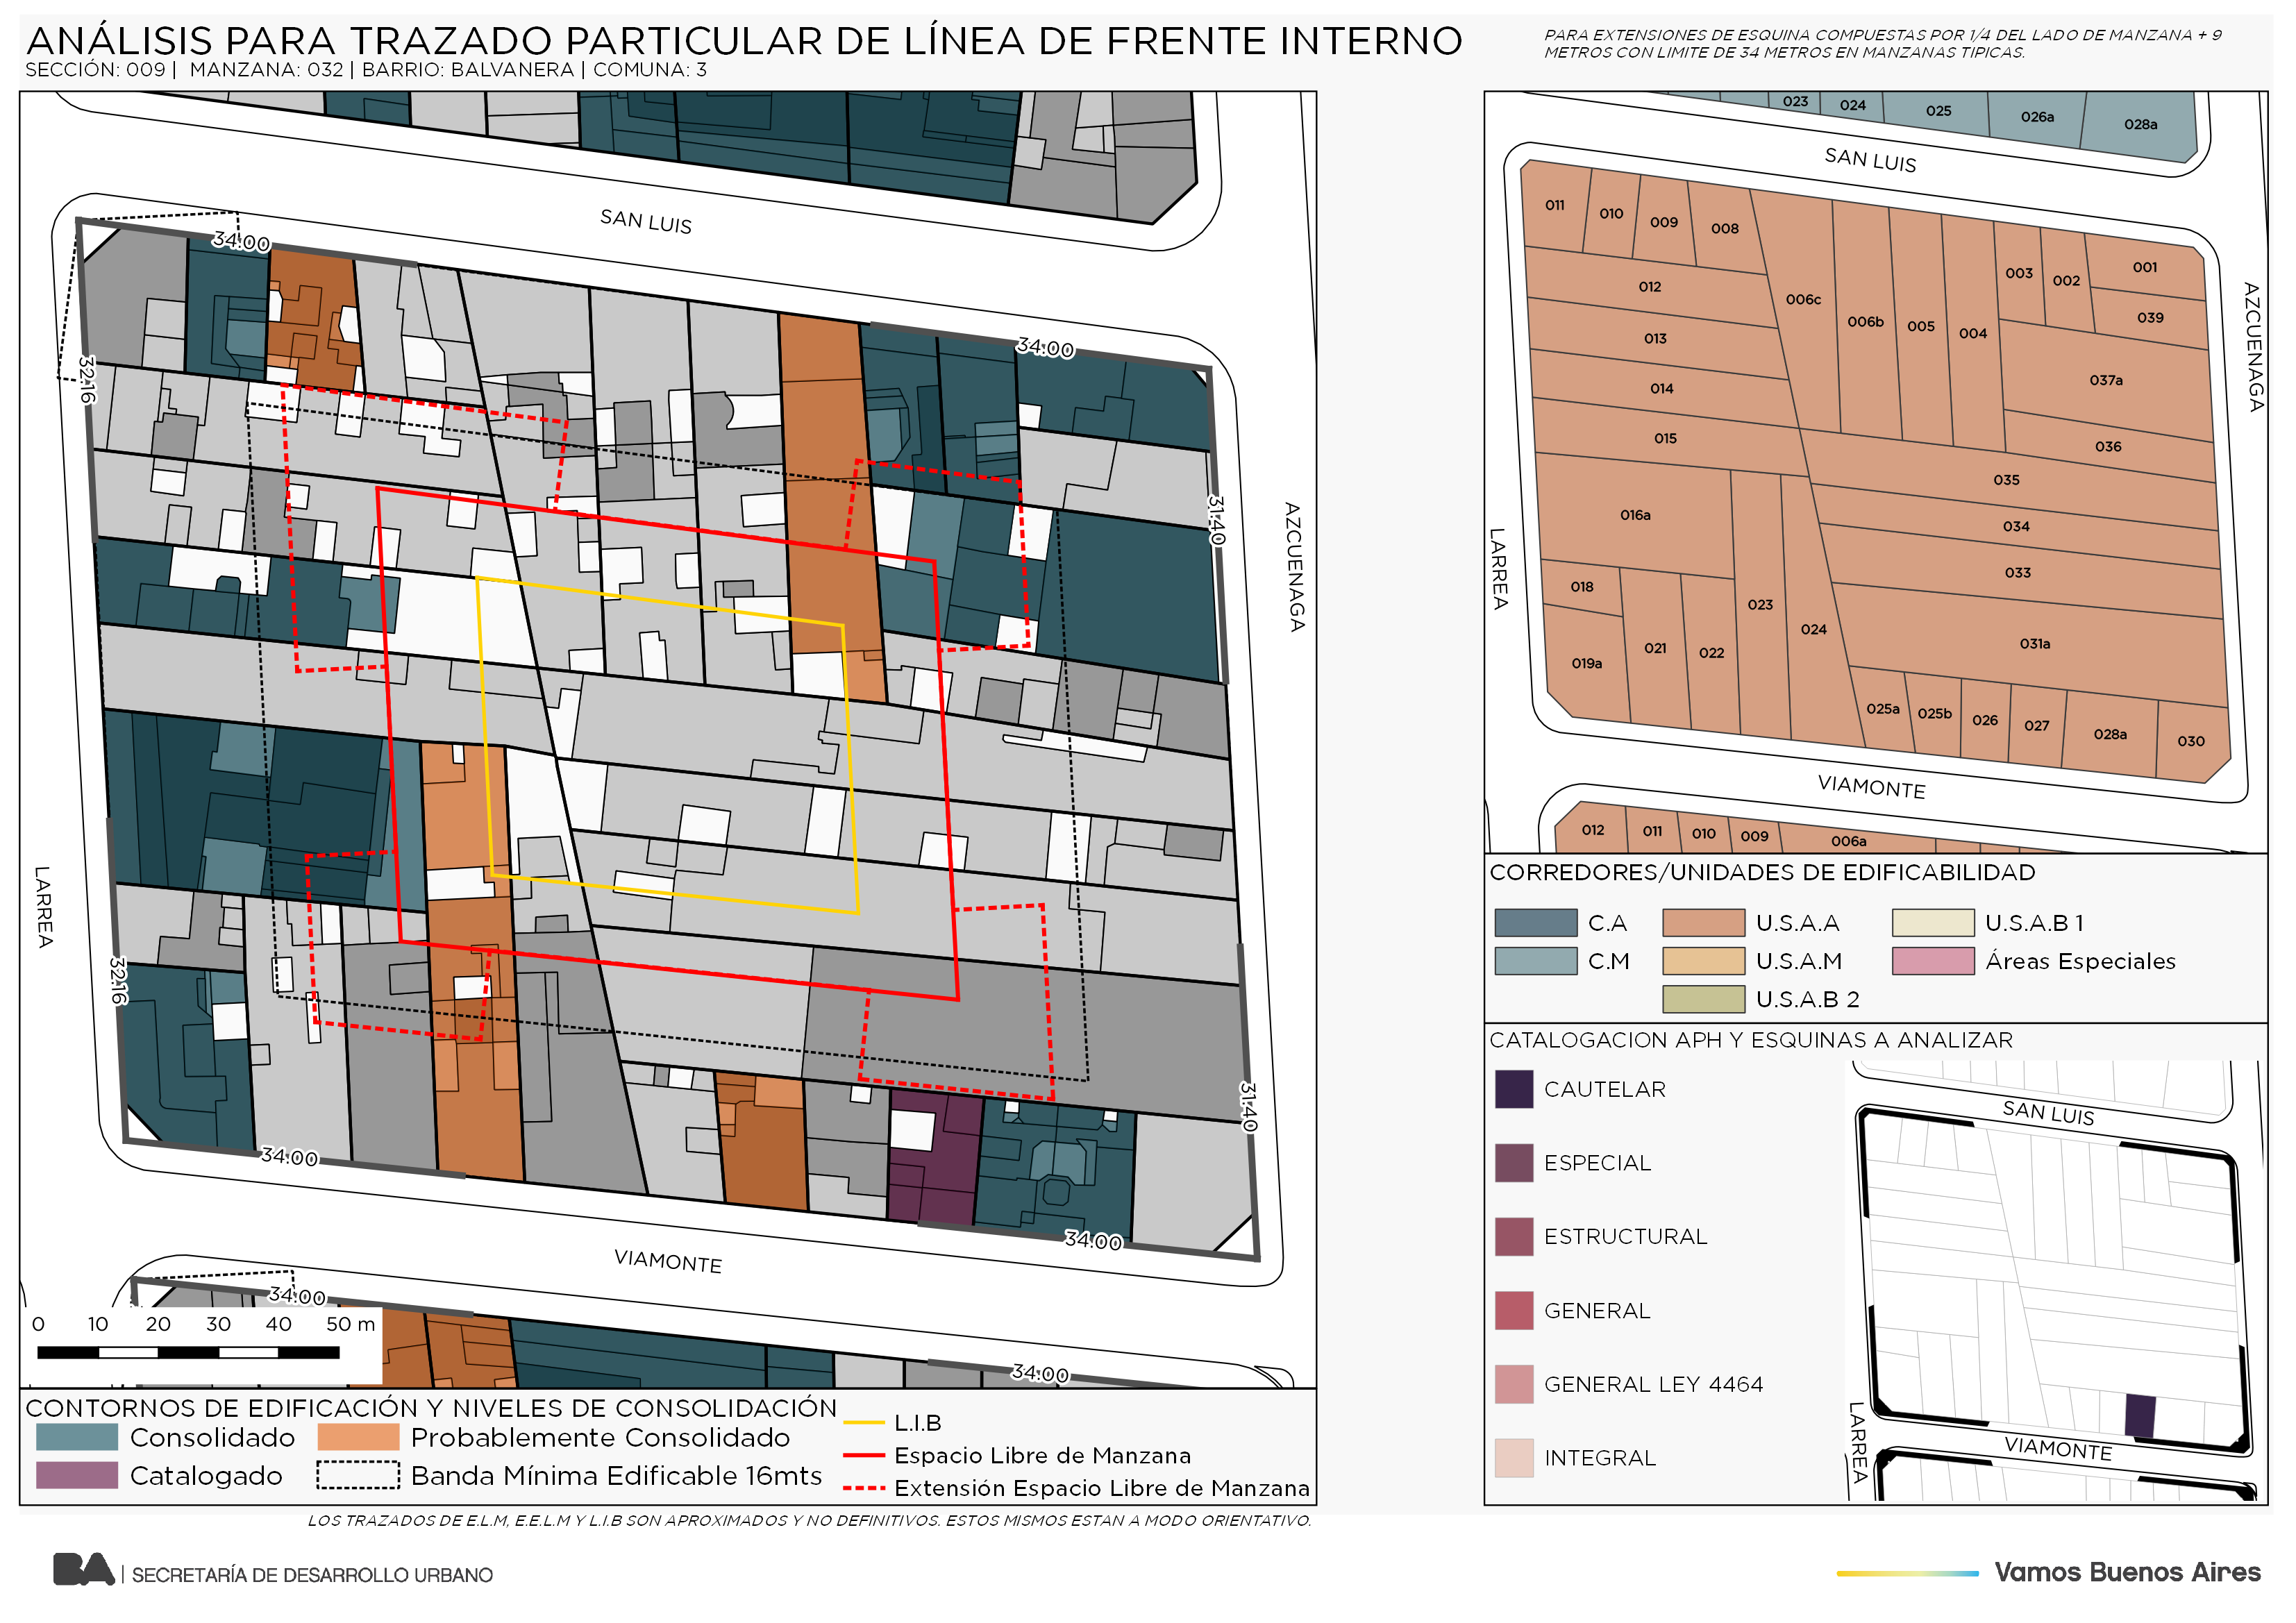 ANÁLISIS PARA TRAZADO PARTICULAR DE LÍNEA DE FRENTE INTERNO
SECCIÓN: 009 | MANZANA: 032 | BARRIO: BALVANERA | COMUNA: 3
PARA EXTENSIONES DE ESQUINA COMPUESTAS POR 1/4 DEL LADO DE MANZANA + 9
METROS CON LIMITE DE 34 METROS EN MANZANAS TIPICAS.
SAN LUIS
34.00
34.00
32.16
31.40
AZCUENAGA
LARREA
32.16
31.40
34.00
34.00
VIAMONTE
34.00
34.00
0 10 20 30 40 50 m
CONTORNOS DE EDIFICACIÓN Y NIVELES DE CONSOLIDACIÓN
Consolidado
Probablemente Consolidado
Catalogado
Banda Mínima Edificable 16mts
L.I.B
Espacio Libre de Manzana
Extensión Espacio Libre de Manzana
LOS TRAZADOS DE E.L.M, E.E.L.M Y L.I.B SON APROXIMADOS Y NO DEFINITIVOS. ESTOS MISMOS ESTAN A MODO ORIENTATIVO.
023 024 025 026a 028a
SAN LUIS
011 010 009 008
006c 006b 005 004 003 002 001
039
012
013
014
015
037a
036
035
034
033
031a
016a
018
019a
021 022 023 024
025a 025b 026 027 028a 030
AZCUENAGA
LARREA
VIAMONTE
012 011 010 009 006a
CORREDORES/UNIDADES DE EDIFICABILIDAD
C.A
U.S.A.A
U.S.A.B 1
C.M
U.S.A.M
Áreas Especiales
U.S.A.B 2
CATALOGACION APH Y ESQUINAS A ANALIZAR
CAUTELAR
ESPECIAL
ESTRUCTURAL
GENERAL
GENERAL LEY 4464
INTEGRAL
SAN LUIS
VIAMONTE
LARREA
BA | SECRETARÍA DE DESARROLLO URBANO
Vamos Buenos Aires